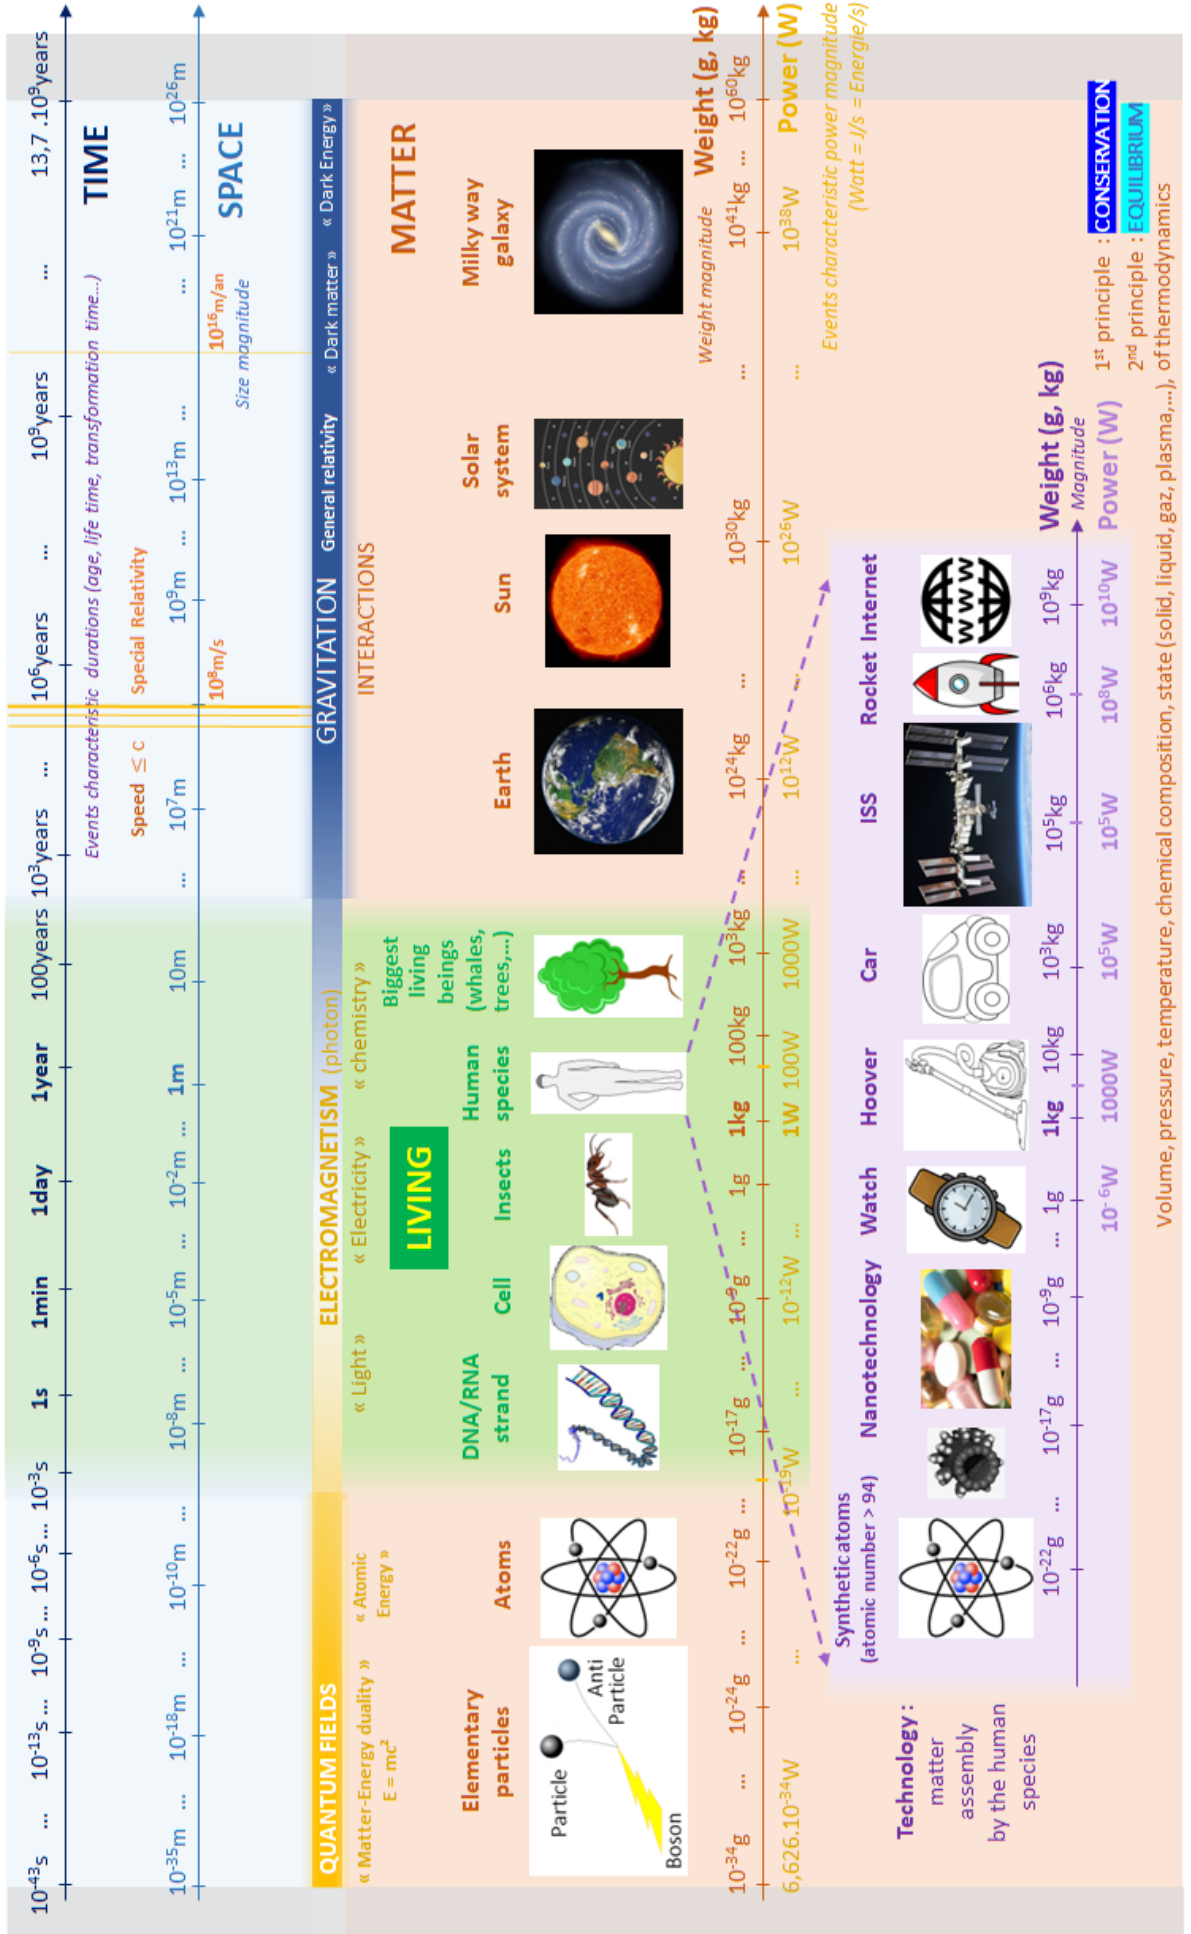 10⁻⁴³s ... 10⁻¹³s ... 10⁻⁹s ... 10⁻⁶s ... 10⁻³s 1s 1min 1day 1year 100years 10³years ... 10⁶years ... 10⁹years ... 13,7 .10⁹years
Events characteristic durations (age, life time, transformation time...)
TIME
Speed ≤ C
Special Relativity
10⁻³⁵m ... 10⁻¹⁸m ... 10⁻¹⁰m ... 10⁻⁸m ... 10⁻⁵m ... 10⁻²m ... 1m 10m ... 10⁷m ... 10⁹m ... 10¹³m ... ... 10²¹m ... 10²⁶m
10⁸m/s
10¹⁶m/an
Size magnitude
SPACE
QUANTUM FIELDS
ELECTROMAGNETISM (photon)
GRAVITATION
General relativity
« Dark matter »
« Dark Energy »
« Matter-Energy duality »
E = mc²
« Atomic
Energy »
« Light »
« Electricity »
« chemistry »
INTERACTIONS
MATTER
LIVING
Elementary
particles
Atoms
DNA/RNA
strand
Cell
Insects
Human
species
Biggest
living
beings
(whales,
trees,...)
Earth
Sun
Solar
system
Milky way
galaxy
Particle
Anti
Particle
Boson
Weight magnitude
Weight (g, kg)
10⁻³⁴g ... 10⁻²⁴g ... 10⁻²²g ... 10⁻¹⁷g ... 10⁻⁹g ... 1g 1kg 100kg 10³kg ... 10²⁴kg ... 10³⁰kg ... 10⁴¹kg ... 10⁶⁰kg
6,626.10⁻³⁴W ... 10⁻¹⁹W ... 10⁻¹²W ... 1W 100W 1000W ... 10¹²W ... 10²⁶W ... 10³⁸W
Power (W)
Events characteristic power magnitude
(Watt = J/s = Energie/s)
Technology :
matter
assembly
by the human
species
Synthetic atoms
(atomic number > 94)
Nanotechnology
Watch
Hoover
Car
ISS
Rocket
Internet
WWW
10⁻²²g ... 10⁻¹⁷g ... 10⁻⁹g ... 1g 1kg 10kg 10³kg 10⁵kg 10⁶kg 10⁹kg
Weight (g, kg)
Magnitude
10⁻⁶W 1000W 10⁵W 10⁵W 10⁸W 10¹⁰W
Power (W)
1st principle : CONSERVATION
2nd principle : EQUILIBRIUM
Volume, pressure, temperature, chemical composition, state (solid, liquid, gaz, plasma,...), of thermodynamics